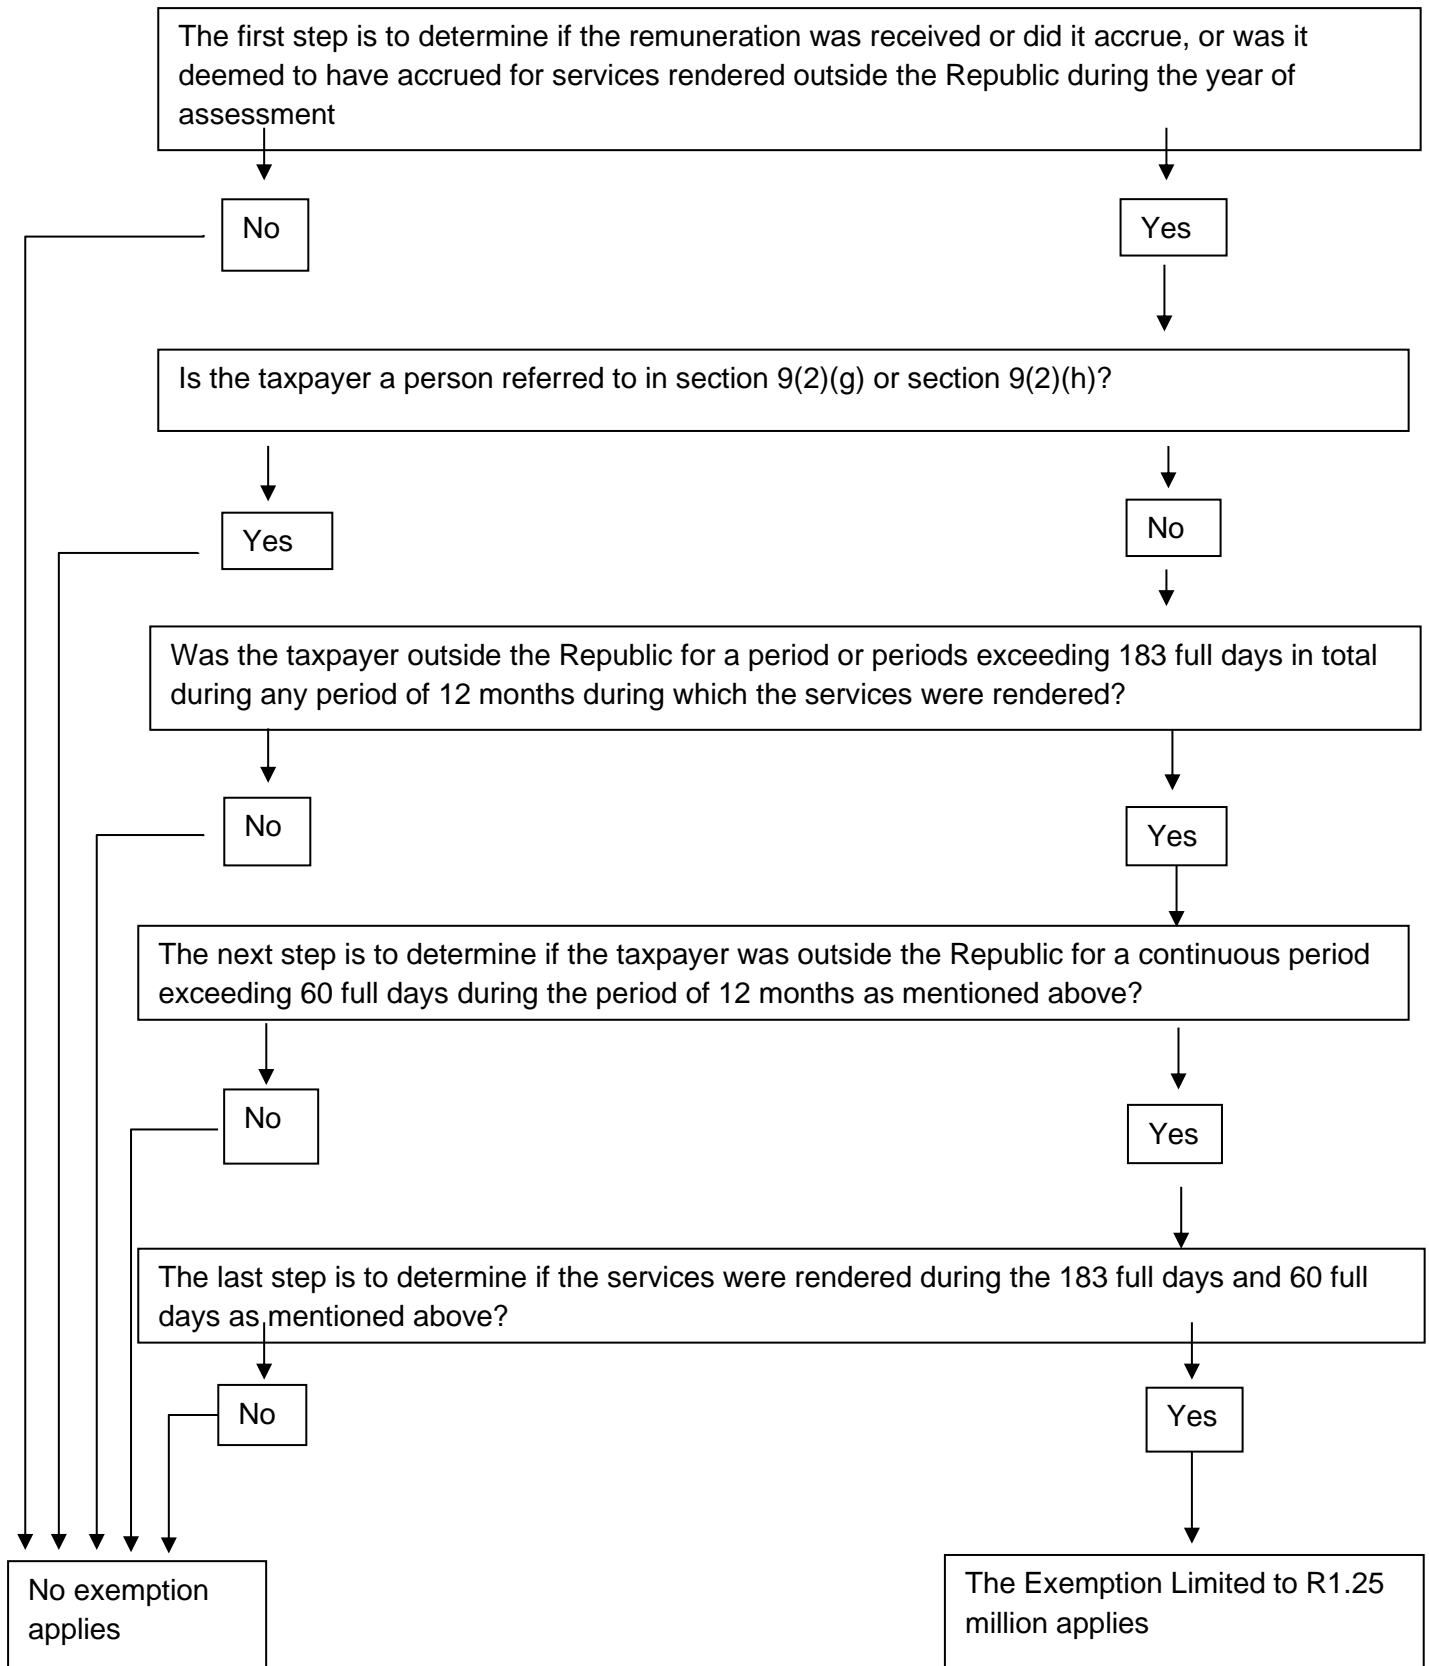 The first step is to determine if the remuneration was received or did it accrue, or was it
deemed to have accrued for services rendered outside the Republic during the year of
assessment
No
Yes
Is the taxpayer a person referred to in section 9(2)(g) or section 9(2)(h)?
Yes
No
Was the taxpayer outside the Republic for a period or periods exceeding 183 full days in total
during any period of 12 months during which the services were rendered?
No
Yes
The next step is to determine if the taxpayer was outside the Republic for a continuous period
exceeding 60 full days during the period of 12 months as mentioned above?
No
Yes
The last step is to determine if the services were rendered during the 183 full days and 60 full
days as mentioned above?
No
Yes
No exemption
applies
The Exemption Limited to R1.25
million applies